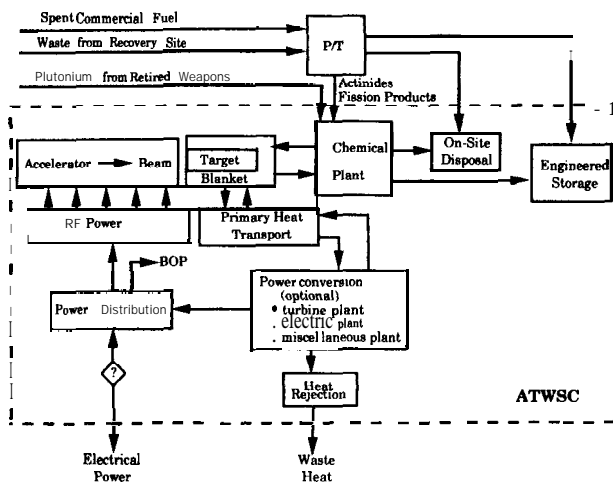 Spent Commercial Fuel
Waste from Recovery Site
P/T
Plutonium from Retired Weapons
Actinides
Fission Products
- 1
Accelerator
Beam
Target
Blanket
Chemical
Plant
On-Site
Disposal
Engineered
Storage
RF Power
Primary Heat
Transport
BOP
Power Distribution
Power conversion
(optional)
• turbine plant
. electric plant
. miscellaneous plant
?
Heat
Rejection
ATWSC
Electrical
Power
Waste
Heat